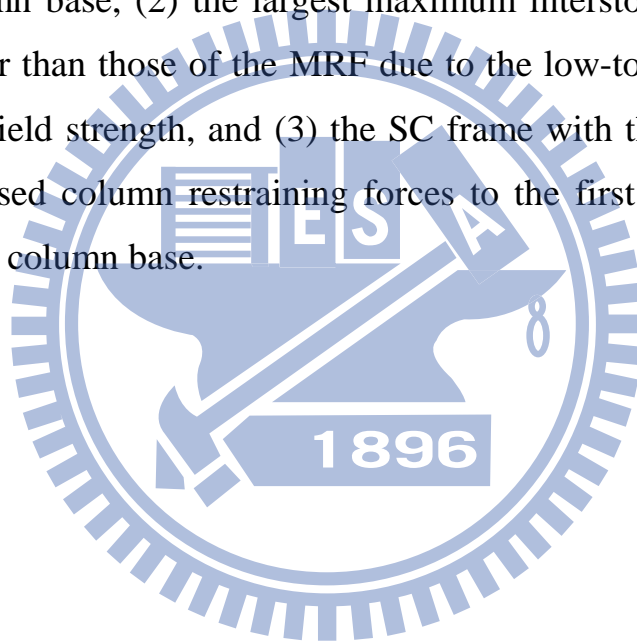 n base, (2) the largest maximum intersto
r than those of the MRF due to the low-to
ield strength, and (3) the SC frame with th
sed column restraining forces to the first
column base.
E S A
1896